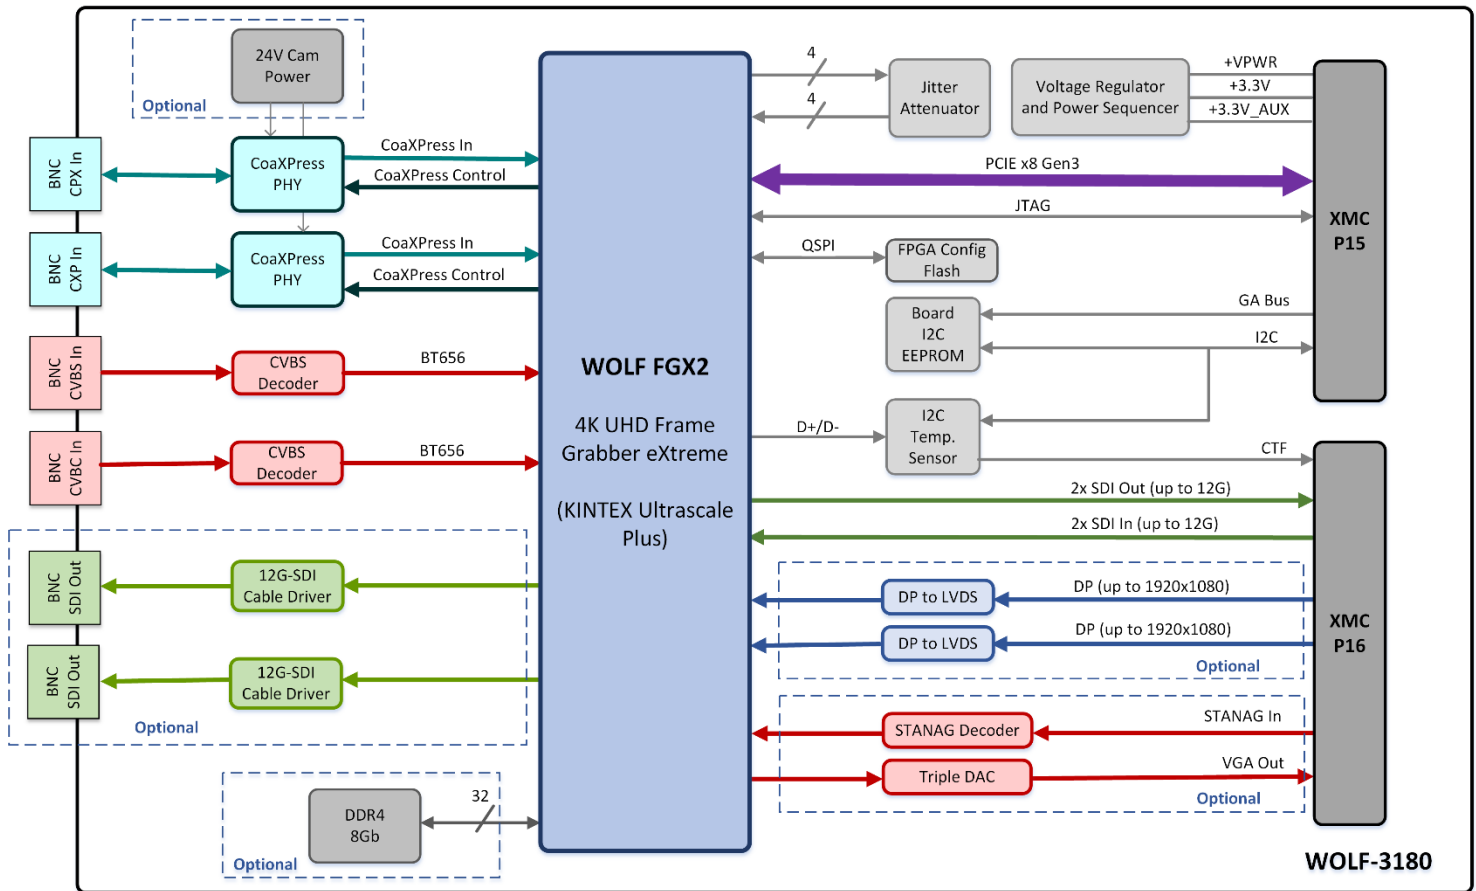 24V Cam
Power
Optional
BNC
CPX In
CoaXPress
PHY
CoaXPress In
CoaXPress Control
BNC
CXP In
CoaXPress
PHY
CoaXPress In
CoaXPress Control
BNC
CVBS In
CVBS
Decoder
BT656
BNC
CVBC In
CVBS
Decoder
BT656
BNC
SDI Out
12G-SDI
Cable Driver
BNC
SDI Out
12G-SDI
Cable Driver
Optional
DDR4
8Gb
32
Optional
WOLF FGX2
4K UHD Frame
Grabber eXtreme
(KINTEX Ultrascale
Plus)
4
4
Jitter
Attenuator
Voltage Regulator
and Power Sequencer
+VPWR
+3.3V
+3.3V_AUX
PCIE x8 Gen3
JTAG
QSPI
FPGA Config
Flash
Board
I2C
EEPROM
GA Bus
I2C
XMC
P15
D+/D-
I2C
Temp.
Sensor
CTF
2x SDI Out (up to 12G)
2x SDI In (up to 12G)
DP to LVDS
DP (up to 1920x1080)
DP to LVDS
DP (up to 1920x1080)
Optional
XMC
P16
STANAG Decoder
STANAG In
Triple DAC
VGA Out
Optional
WOLF-3180